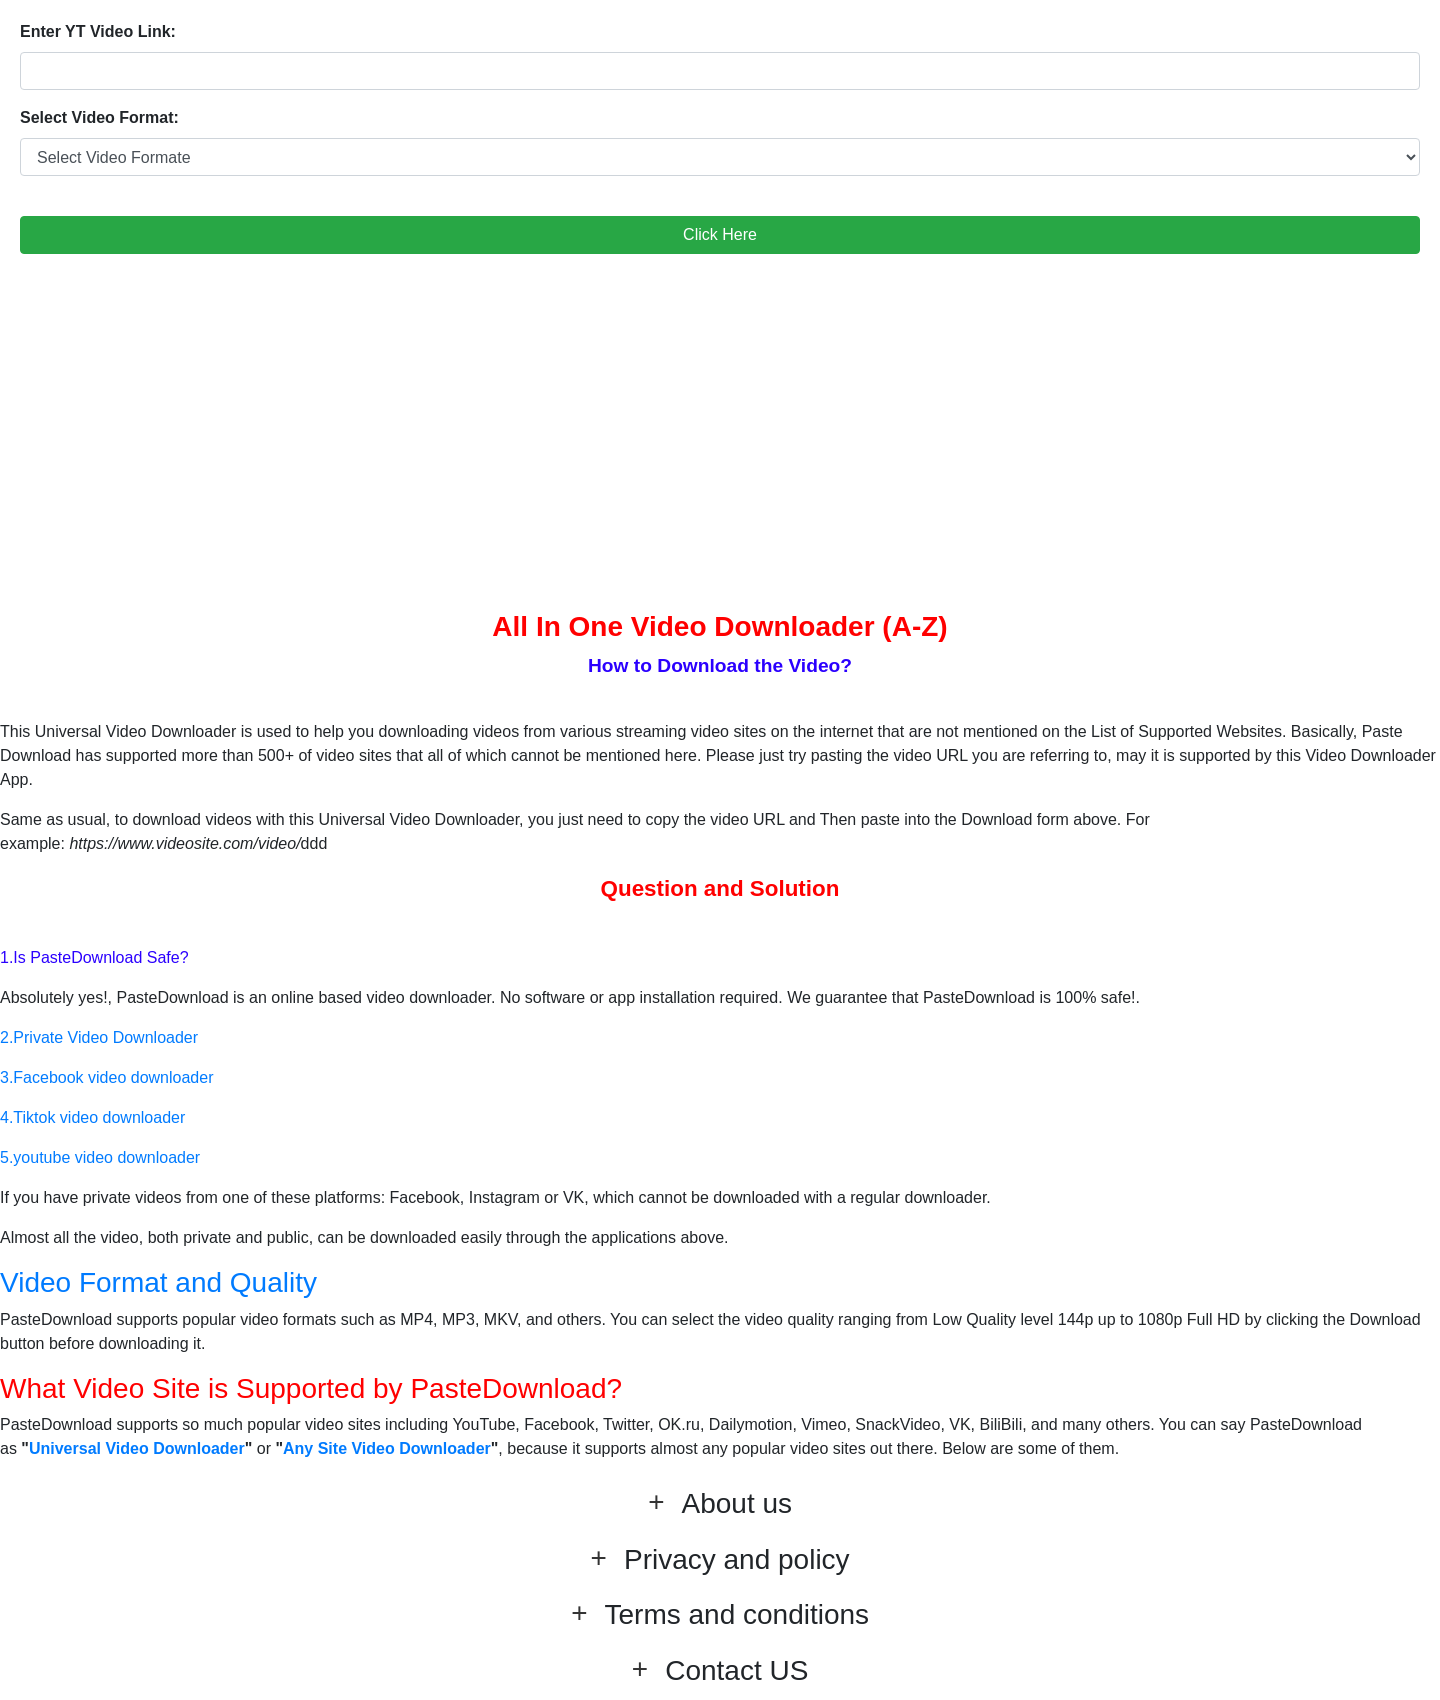 Enter YT Video Link:
Select Video Format:
Select Video Formate
Click Here
All In One Video Downloader (A-Z)
How to Download the Video?
This Universal Video Downloader is used to help you downloading videos from various streaming video sites on the internet that are not mentioned on the List of Supported Websites. Basically, Paste
Download has supported more than 500+ of video sites that all of which cannot be mentioned here. Please just try pasting the video URL you are referring to, may it is supported by this Video Downloader
App.
Same as usual, to download videos with this Universal Video Downloader, you just need to copy the video URL and Then paste into the Download form above. For
example: https://www.videosite.com/video/ddd
Question and Solution
1.Is PasteDownload Safe?
Absolutely yes!, PasteDownload is an online based video downloader. No software or app installation required. We guarantee that PasteDownload is 100% safe!.
2.Private Video Downloader
3.Facebook video downloader
4.Tiktok video downloader
5.youtube video downloader
If you have private videos from one of these platforms: Facebook, Instagram or VK, which cannot be downloaded with a regular downloader.
Almost all the video, both private and public, can be downloaded easily through the applications above.
Video Format and Quality
PasteDownload supports popular video formats such as MP4, MP3, MKV, and others. You can select the video quality ranging from Low Quality level 144p up to 1080p Full HD by clicking the Download
button before downloading it.
What Video Site is Supported by PasteDownload?
PasteDownload supports so much popular video sites including YouTube, Facebook, Twitter, OK.ru, Dailymotion, Vimeo, SnackVideo, VK, BiliBili, and many others. You can say PasteDownload
as "Universal Video Downloader" or "Any Site Video Downloader", because it supports almost any popular video sites out there. Below are some of them.
+ About us
+ Privacy and policy
+ Terms and conditions
+ Contact US